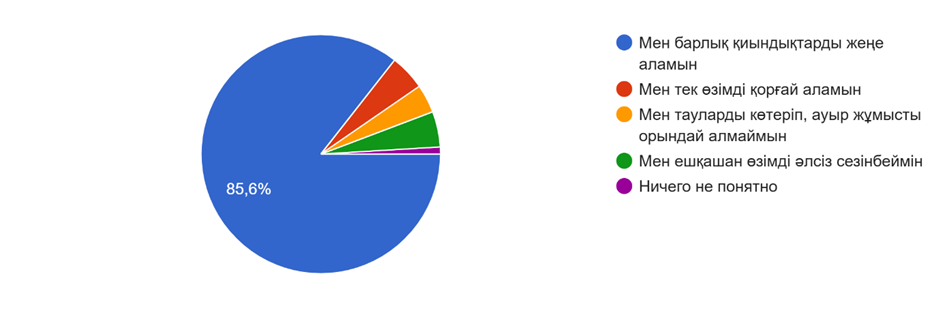 85,6%
Мен барлық қиындықтарды жеңе
аламын
Мен тек өзімді қорғай аламын
Мен тауларды көтеріп, ауыр жұмысты
орындай алмаймын
Мен ешқашан өзімді әлсіз сезінбеймін
Ничего не понятно